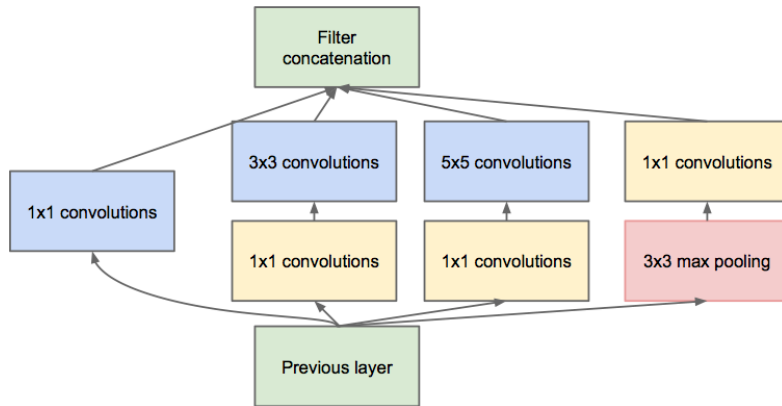 Filter
concatenation
3x3 convolutions
5x5 convolutions
1x1 convolutions
1x1 convolutions
1x1 convolutions
1x1 convolutions
3x3 max pooling
Previous layer